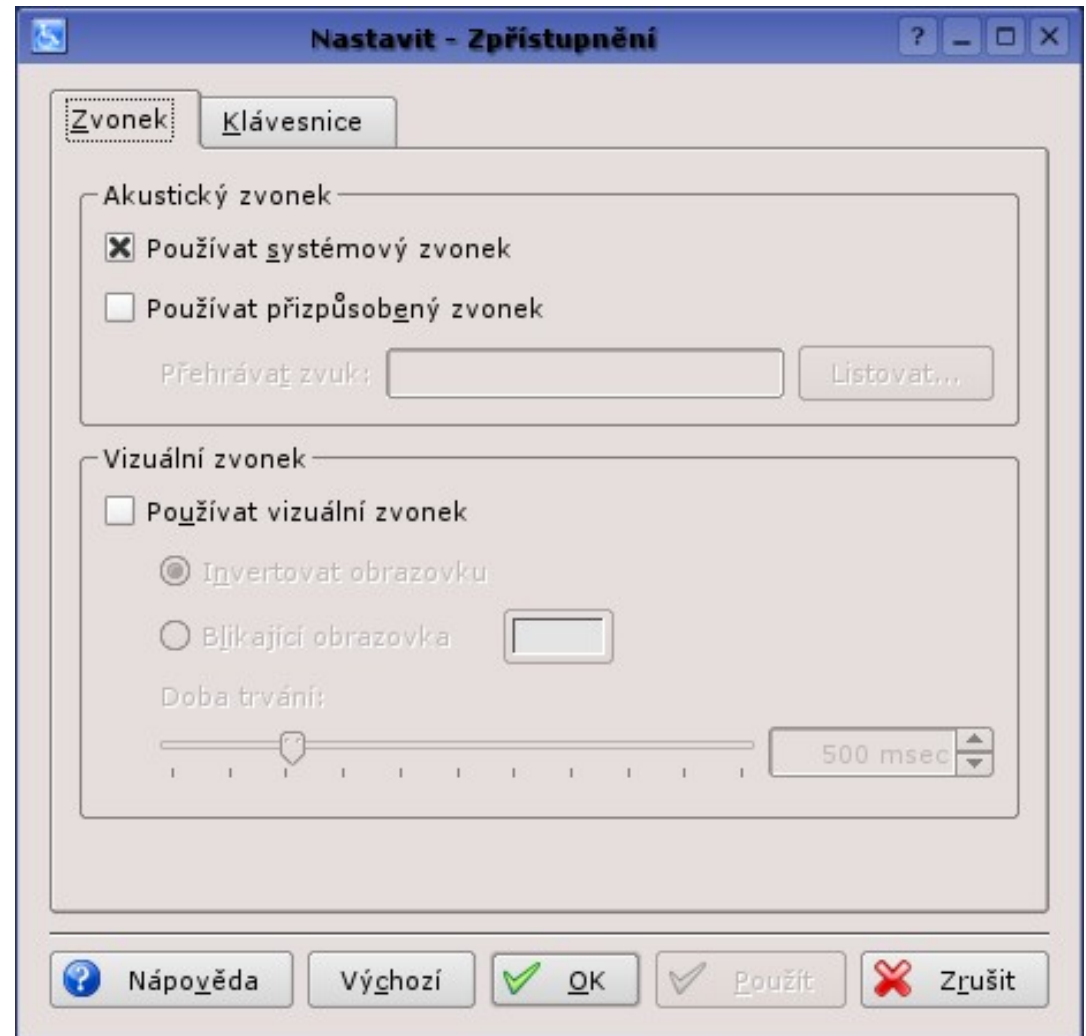 Nastavit - Zpřístupnění
Zvonek Klávesnice
Akustický zvonek
Používat systémový zvonek
Používat přizpůsobený zvonek
Přehrávat zvuk: Listovat...
Vizuální zvonek
Používat vizuální zvonek
Invertovat obrazovku
Blikající obrazovka
Doba trvání:
500 msec
Nápověda Výchozí OK Použít Zrušit